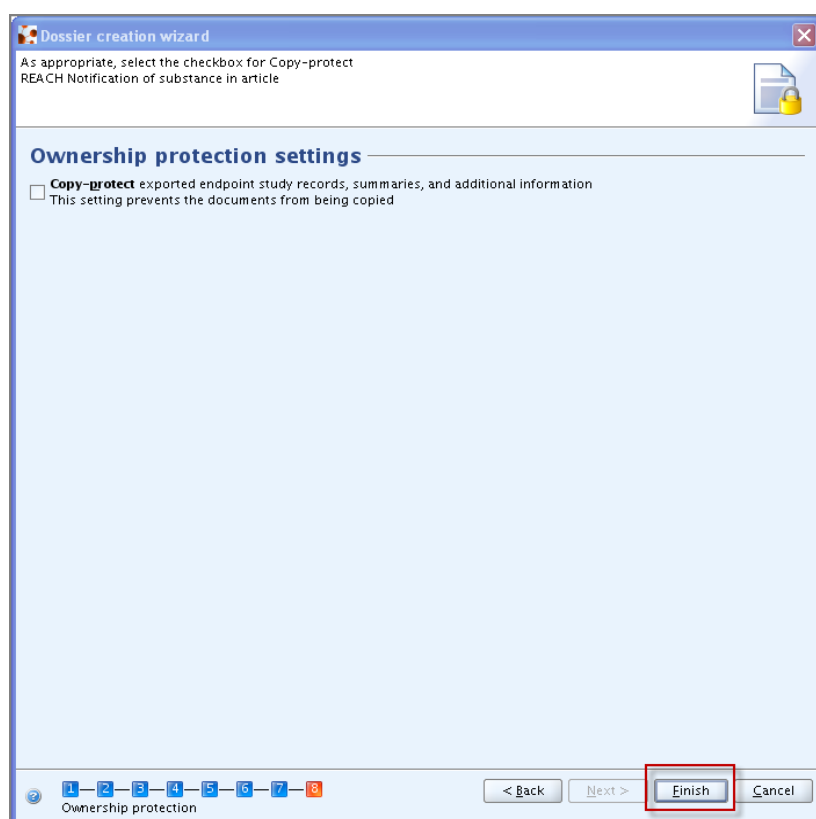 Dossier creation wizard
As appropriate, select the checkbox for Copy-protect
REACH Notification of substance in article
Ownership protection settings
Copy-protect exported endpoint study records, summaries, and additional information
This setting prevents the documents from being copied
1 2 3 4 5 6 7 8
Ownership protection
< Back Next > Finish Cancel